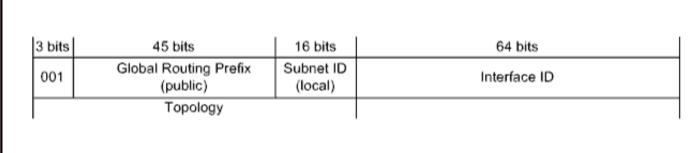 3 bits 45 bits 16 bits 64 bits
001 Global Routing Prefix Subnet ID Interface ID
(public) (local)
Topology